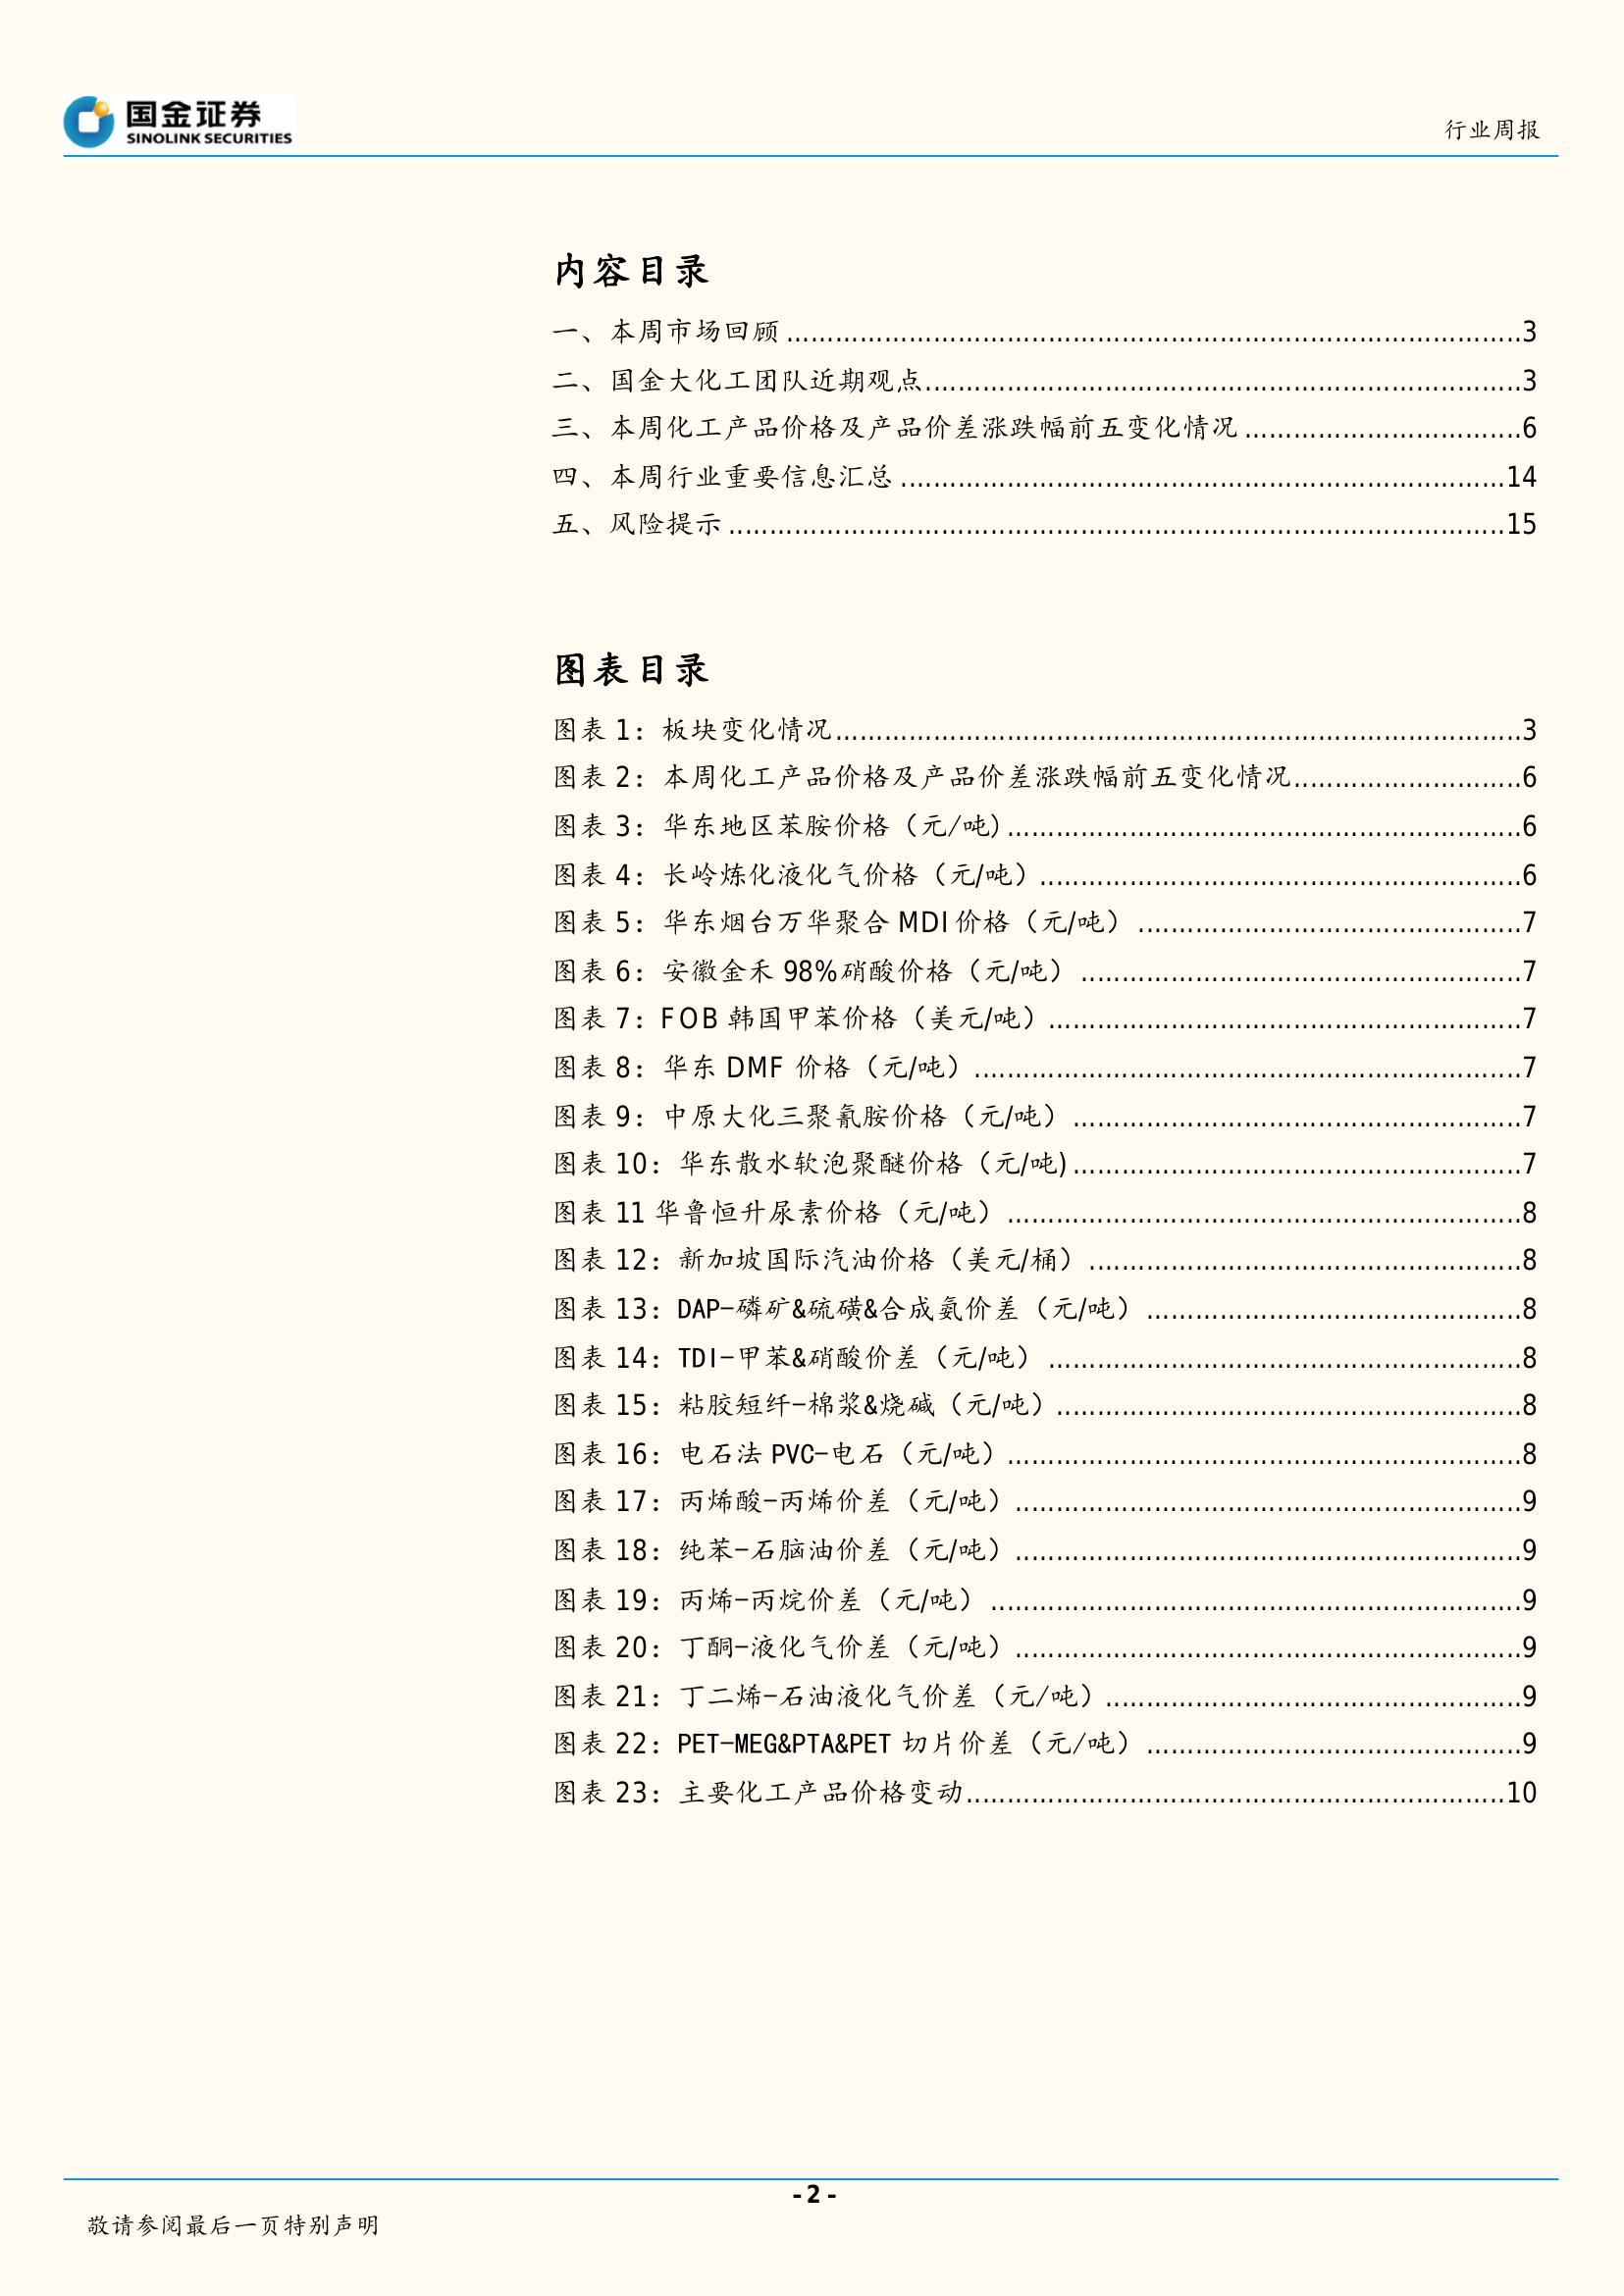 国金证券
SINOLINK SECURITIES
行业周报
内容目录
一、本周市场回顾......3
二、国金大化工团队近期观点......3
三、本周化工产品价格及产品价差涨跌幅前五变化情况......6
四、本周行业重要信息汇总......14
五、风险提示......15
图表目录
图表 1：板块变化情况......3
图表 2：本周化工产品价格及产品价差涨跌幅前五变化情况......6
图表 3：华东地区苯胺价格（元/吨)......6
图表 4：长岭炼化液化气价格（元/吨）......6
图表 5：华东烟台万华聚合 MDI 价格（元/吨）......7
图表 6：安徽金禾 98%硝酸价格（元/吨）......7
图表 7：FOB 韩国甲苯价格（美元/吨）......7
图表 8：华东 DMF 价格（元/吨）......7
图表 9：中原大化三聚氰胺价格（元/吨）......7
图表 10：华东散水软泡聚醚价格（元/吨)......7
图表 11 华鲁恒升尿素价格（元/吨）......8
图表 12：新加坡国际汽油价格（美元/桶）......8
图表 13：DAP-磷矿&硫磺&合成氨价差（元/吨）......8
图表 14：TDI-甲苯&硝酸价差（元/吨）......8
图表 15：粘胶短纤-棉浆&烧碱（元/吨）......8
图表 16：电石法 PVC-电石（元/吨）......8
图表 17：丙烯酸-丙烯价差（元/吨）......9
图表 18：纯苯-石脑油价差（元/吨）......9
图表 19：丙烯-丙烷价差（元/吨）......9
图表 20：丁酮-液化气价差（元/吨）......9
图表 21：丁二烯-石油液化气价差（元/吨）......9
图表 22：PET-MEG&PTA&PET 切片价差（元/吨）......9
图表 23：主要化工产品价格变动......10
- 2 -
敬请参阅最后一页特别声明